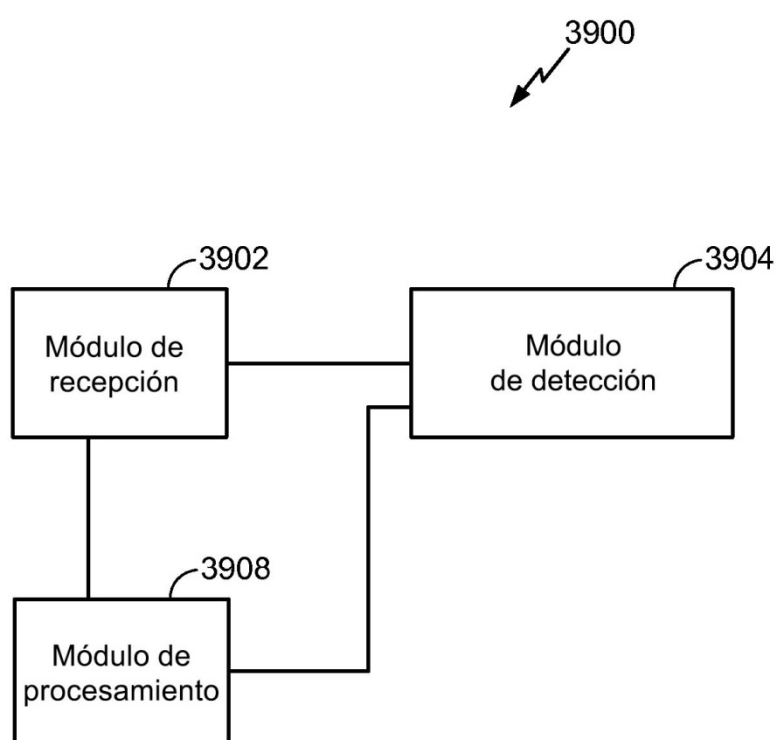 3900
3902
3904
Módulo de
recepción
Módulo
de detección
3908
Módulo de
procesamiento